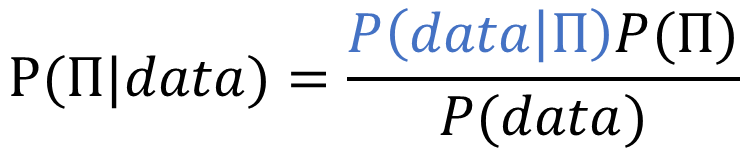 P(Π|data) = P(data|Π)P(Π)
P(data)